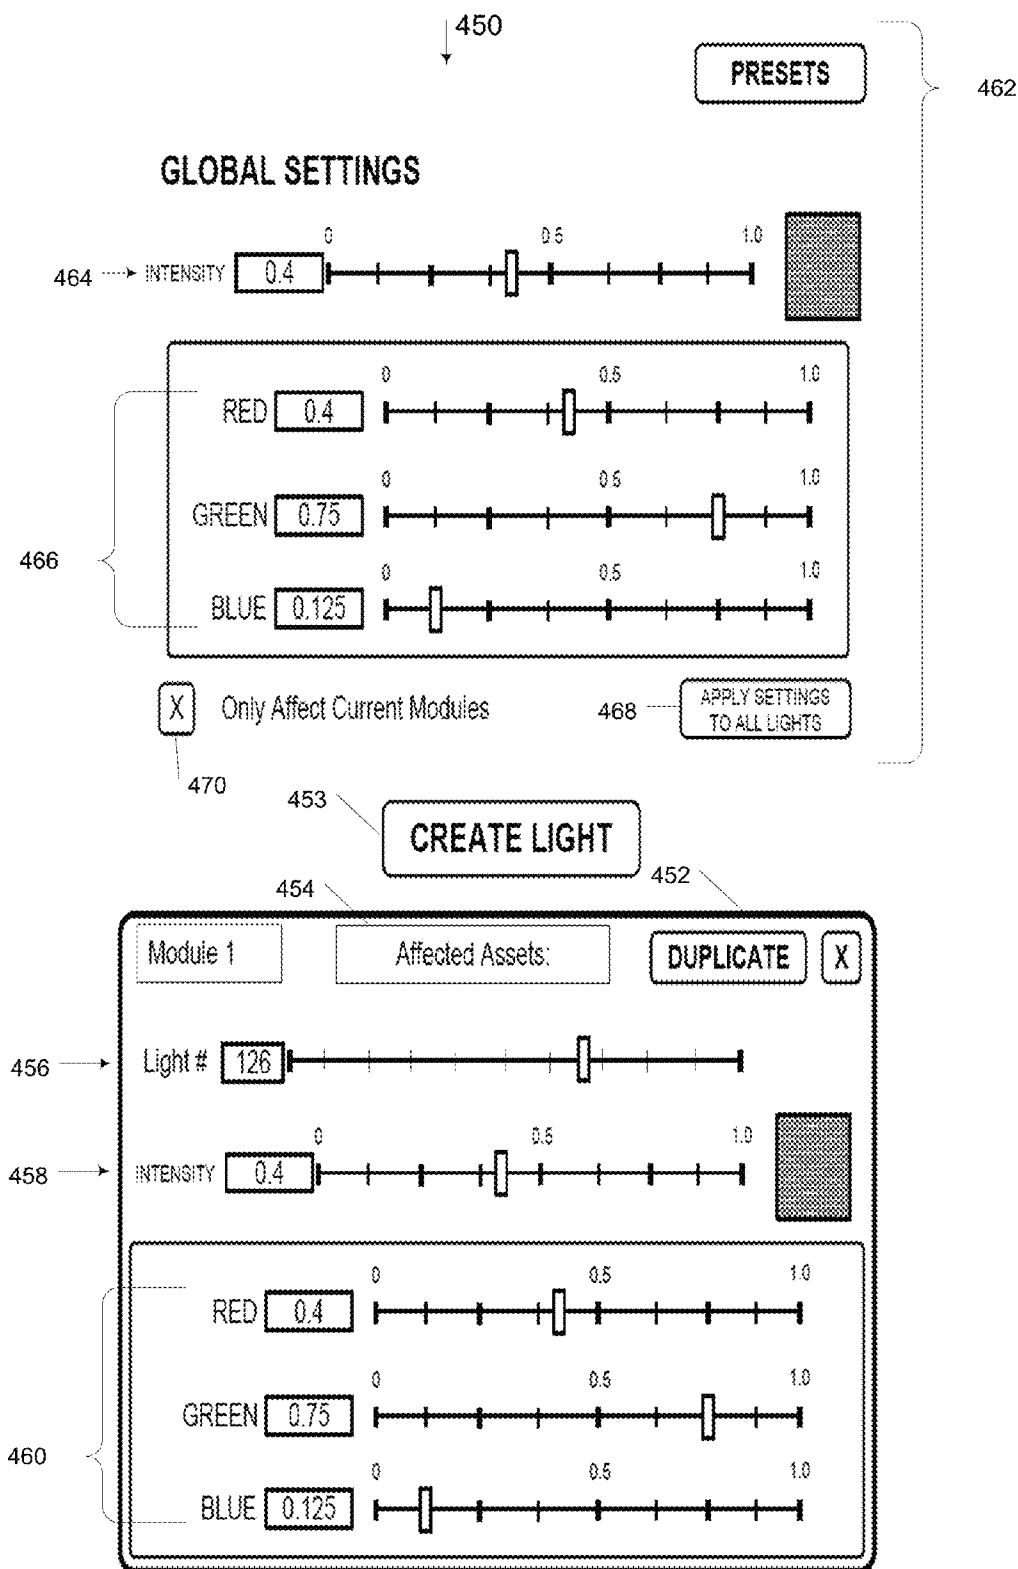 450
PRESETS
462
GLOBAL SETTINGS
0 0.5 1.0
464 INTENSITY 0.4
0 0.5 1.0
RED 0.4
0 0.5 1.0
GREEN 0.75
466
0 0.5 1.0
BLUE 0.125
X Only Affect Current Modules 468 APPLY SETTINGS
TO ALL LIGHTS
470
453
CREATE LIGHT
454 452
Module 1 Affected Assets: DUPLICATE X
456 Light # 126
0 0.5 1.0
458 INTENSITY 0.4
0 0.5 1.0
RED 0.4
0 0.5 1.0
GREEN 0.75
460
0 0.5 1.0
BLUE 0.125